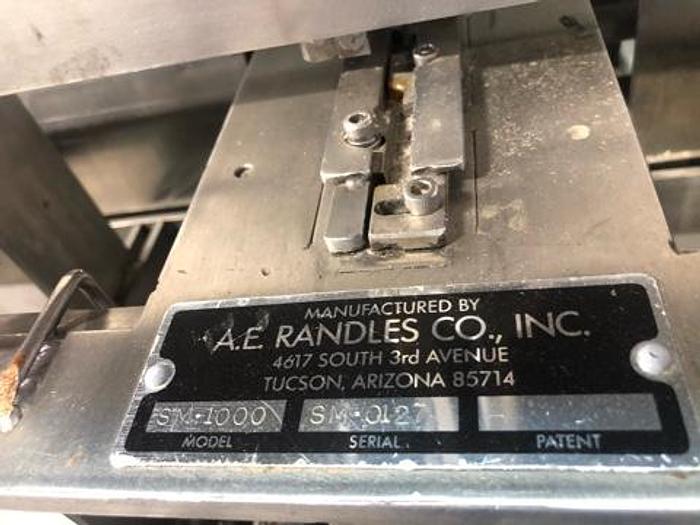 MANUFACTURED BY
A.E. RANDLES CO., INC.
4617 SOUTH 3rd AVENUE
TUCSON, ARIZONA 85714
SM-1000 SM-0127 -
MODEL SERIAL PATENT